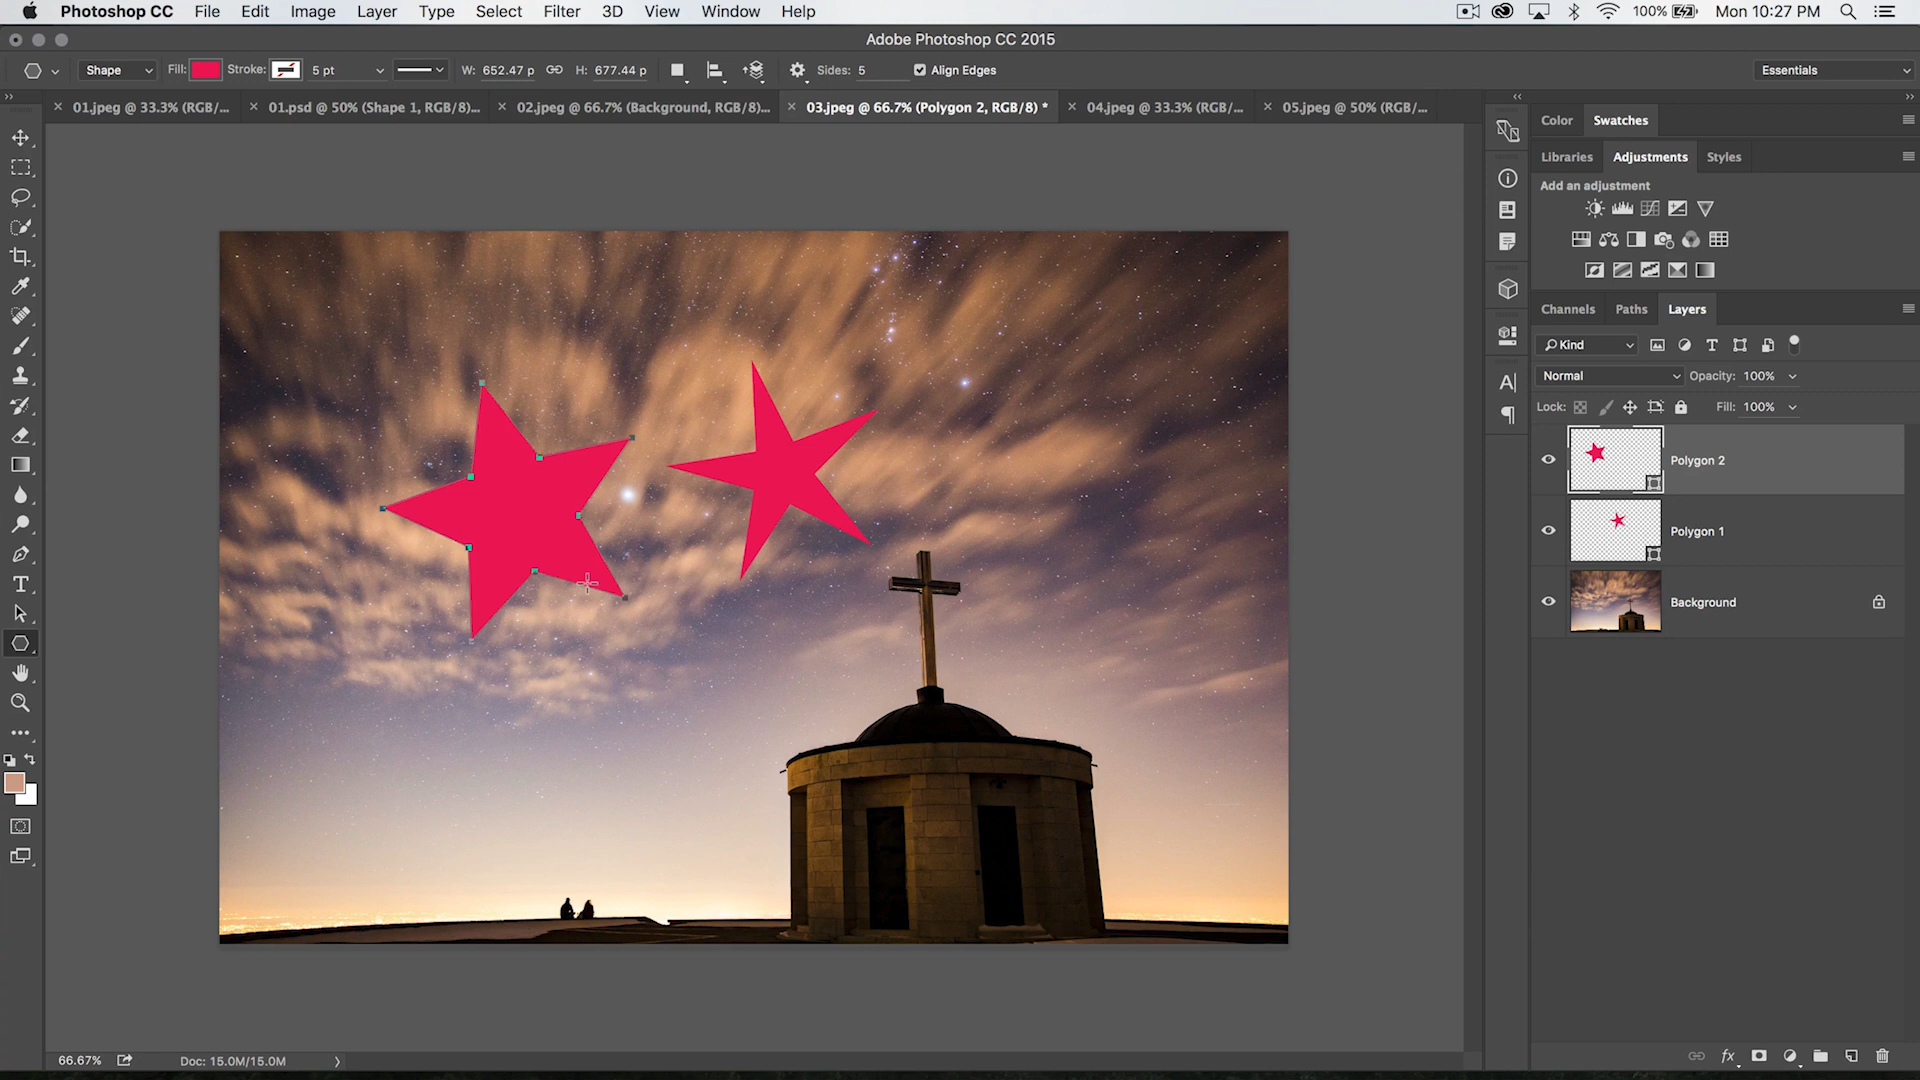 Photoshop CC File Edit Image Layer Type Select Filter 3D View Window Help 100% Mon 10:27 PM
Adobe Photoshop CC 2015
Shape Fill: Stroke: 5 pt W: 652.47 p H: 677.44 p Sides: 5 Align Edges Essentials
01.jpeg @ 33.3% (RGB/... 01.psd @ 50% (Shape 1, RGB/8)... 02.jpeg @ 66.7% (Background, RGB/8)... 03.jpeg @ 66.7% (Polygon 2, RGB/8) * 04.jpeg @ 33.3% (RGB/... 05.jpeg @ 50% (RGB/...
Color Swatches
Libraries Adjustments Styles
Add an adjustment
Channels Paths Layers
Kind
Normal Opacity: 100%
Lock: Fill: 100%
Polygon 2
Polygon 1
Background
66.67% Doc: 15.0M/15.0M